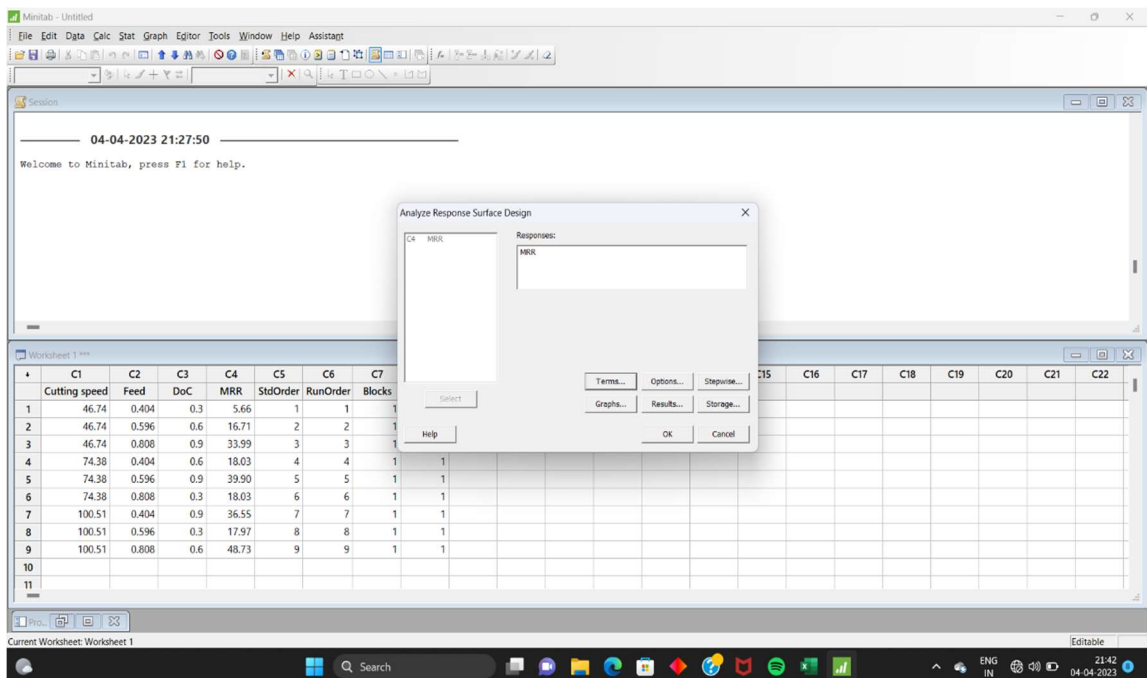 Minitab - Untitled
File Edit Data Calc Stat Graph Editor Tools Window Help Assistant
Session
04-04-2023 21:27:50
Welcome to Minitab, press F1 for help.
Analyze Response Surface Design
C4 MRR
Responses:
MRR
Terms... Options... Stepwise...
Select
Graphs... Results... Storage...
Help OK Cancel
Worksheet 1 ***
C1 C2 C3 C4 C5 C6 C7 C15 C16 C17 C18 C19 C20 C21 C22
Cutting speed Feed DoC MRR StdOrder RunOrder Blocks
1 46.74 0.404 0.3 5.66 1 1 1
2 46.74 0.596 0.6 16.71 2 2 1
3 46.74 0.808 0.9 33.99 3 3 1
4 74.38 0.404 0.6 18.03 4 4 1 1
5 74.38 0.596 0.9 39.90 5 5 1 1
6 74.38 0.808 0.3 18.03 6 6 1 1
7 100.51 0.404 0.9 36.55 7 7 1 1
8 100.51 0.596 0.3 17.97 8 8 1 1
9 100.51 0.808 0.6 48.73 9 9 1 1
10
11
Pro...
Current Worksheet: Worksheet 1 Editable
Search
ENG
IN
21:42
04-04-2023